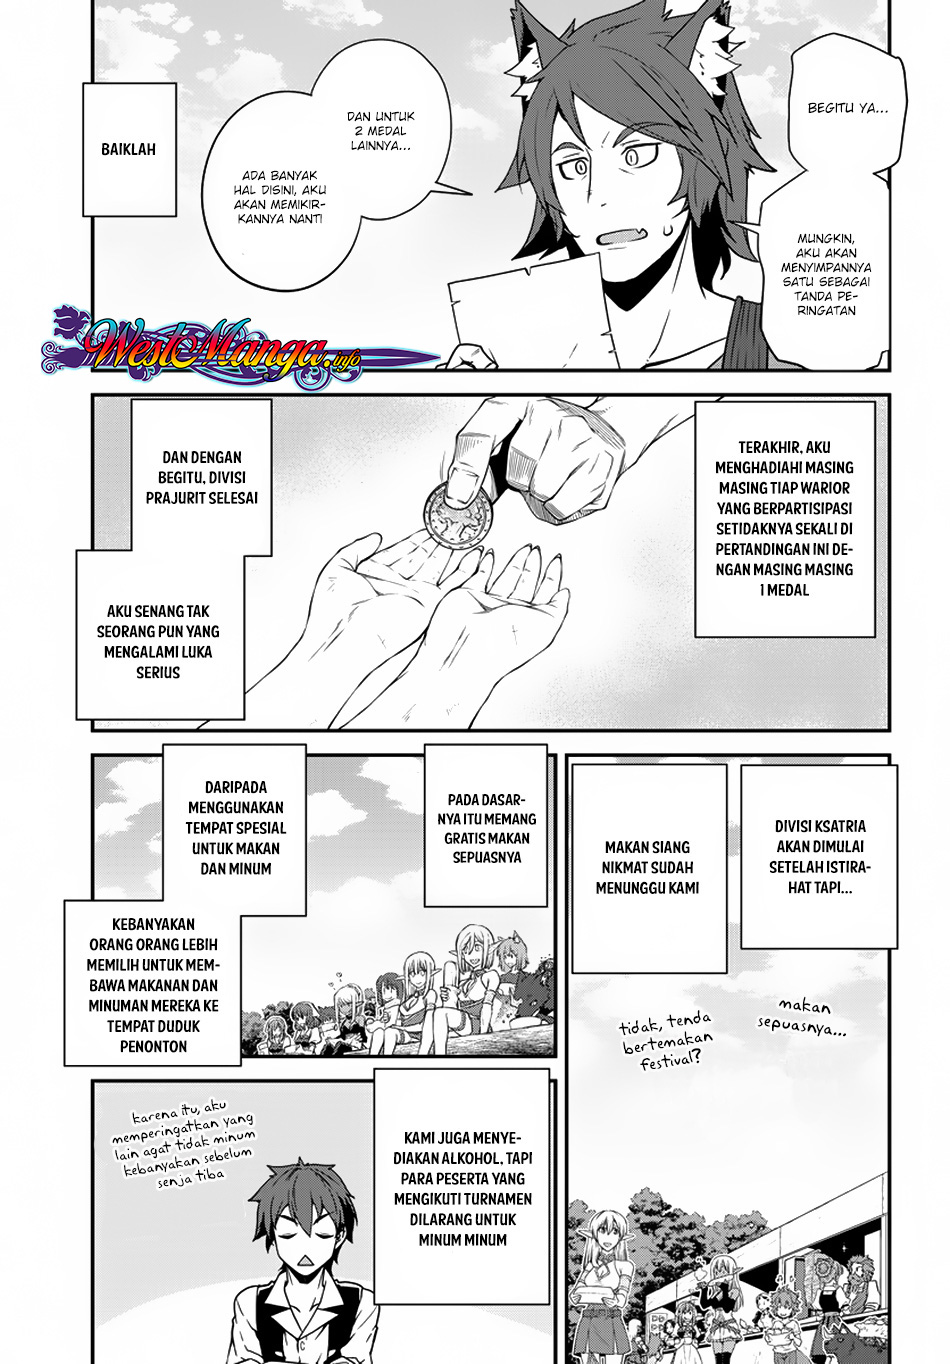 BEGITU YA...
MUNGKIN,
AKU AKAN
MENYIMPANNYA
SATU SEBAGAI
TANDA PE-
RINGATAN
DAN UNTUK
2 MEDAL
LAINNYA...
ADA BANYAK
HAL DISINI, AKU
AKAN MEMIKIR-
KANNYA NANTI
BAIKLAH
WestManga.info
TERAKHIR, AKU
MENGHADIAHI MASING
MASING TIAP WARIOR
YANG BERPARTISIPASI
SETIDAKNYA SEKALI DI
PERTANDINGAN INI DE-
NGAN MASING MASING
1 MEDAL
DAN DENGAN
BEGITU, DIVISI
PRAJURIT SELESAI
AKU SENANG TAK
SEORANG PUN YANG
MENGALAMI LUKA
SERIUS
DIVISI KSATRIA
AKAN DIMULAI
SETELAH ISTIRA-
HAT TAPI...
MAKAN SIANG
NIKMAT SUDAH
MENUNGGU KAMI
makan
sepuasnya...
tidak, tenda
bertemakan
festival?
PADA DASAR-
NYA ITU MEMANG
GRATIS MAKAN
SEPUASNYA
DARIPADA
MENGGUNAKAN
TEMPAT SPESIAL
UNTUK MAKAN
DAN MINUM
KEBANYAKAN
ORANG ORANG LEBIH
MEMILIH UNTUK MEM-
BAWA MAKANAN DAN
MINUMAN MEREKA KE
TEMPAT DUDUK
PENONTON
KAMI JUGA MENYE-
DIAKAN ALKOHOL, TAPI
PARA PESERTA YANG
MENGIKUTI TURNAMEN
DILARANG UNTUK
MINUM MINUM
karena itu, aku
memperingatkan yang
lain agat tidak minum
kebanyakan sebelum
senja tiba